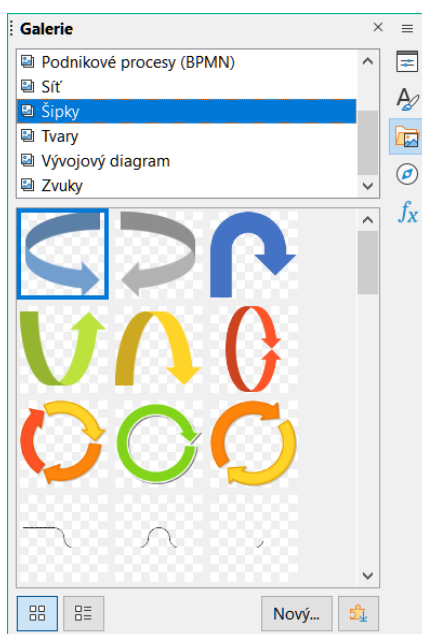 Galerie
Podnikové procesy (BPMN)
Síť
Šipky
Tvary
Vývojový diagram
Zvuky
Nový...